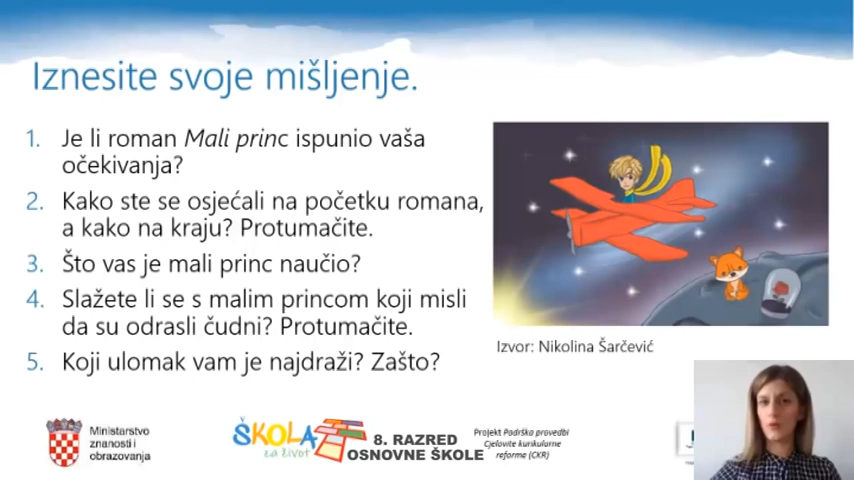 Iznesite svoje mišljenje.
1. Je li roman Mali princ ispunio vaša
očekivanja?
2. Kako ste se osjećali na početku romana,
a kako na kraju? Protumačite.
3. Što vas je mali princ naučio?
4. Slažete li se s malim princom koji misli
da su odrasli čudni? Protumačite.
5. Koji ulomak vam je najdraži? Zašto?
Izvor: Nikolina Šarčević
Ministarstvo
znanosti i
obrazovanja
ŠKOLA
za život
8. RAZRED
OSNOVNE ŠKOLE
Projekt Podrška provedbi
Cjelovite kurikularne
reforme (CKR)